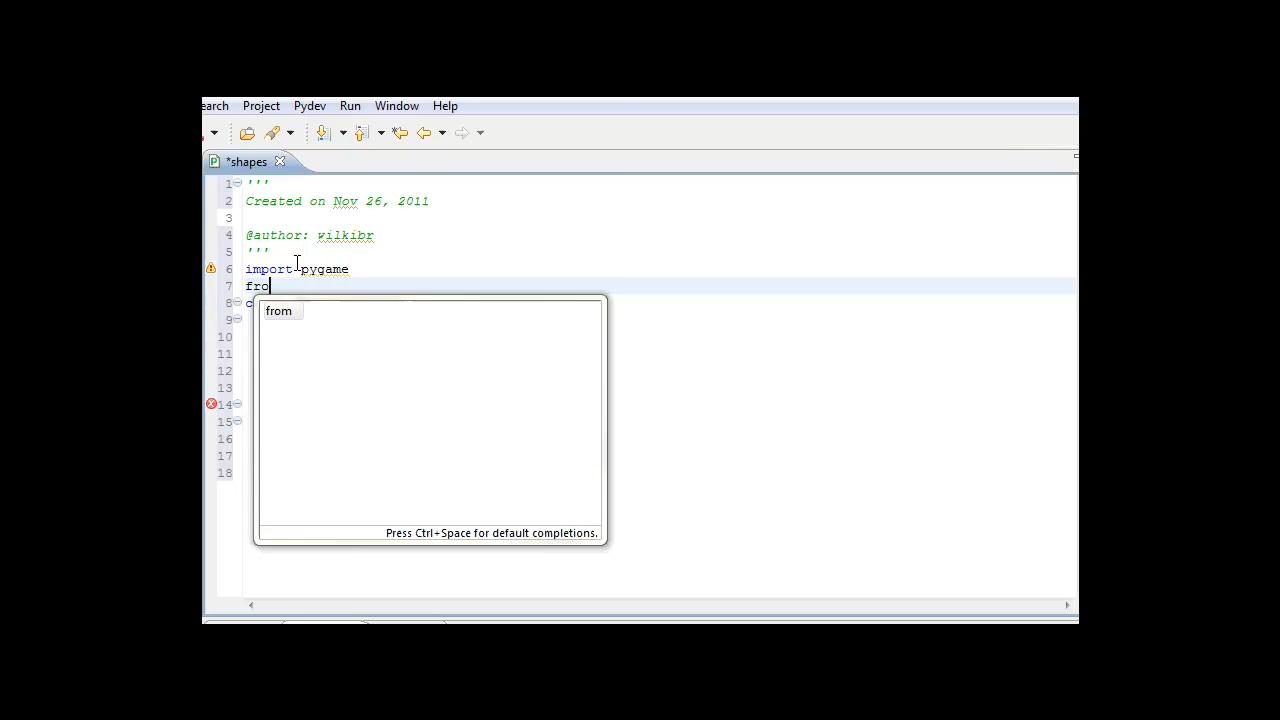 earch Project Pydev Run Window Help
*shapes
1 '''
2 Created on Nov 26, 2011
3
4 @author: wilkibr
5 '''
6 import pygame
7 fro
8 c
9
from
10
11
12
13
14
15
16
17
18
Press Ctrl+Space for default completions.